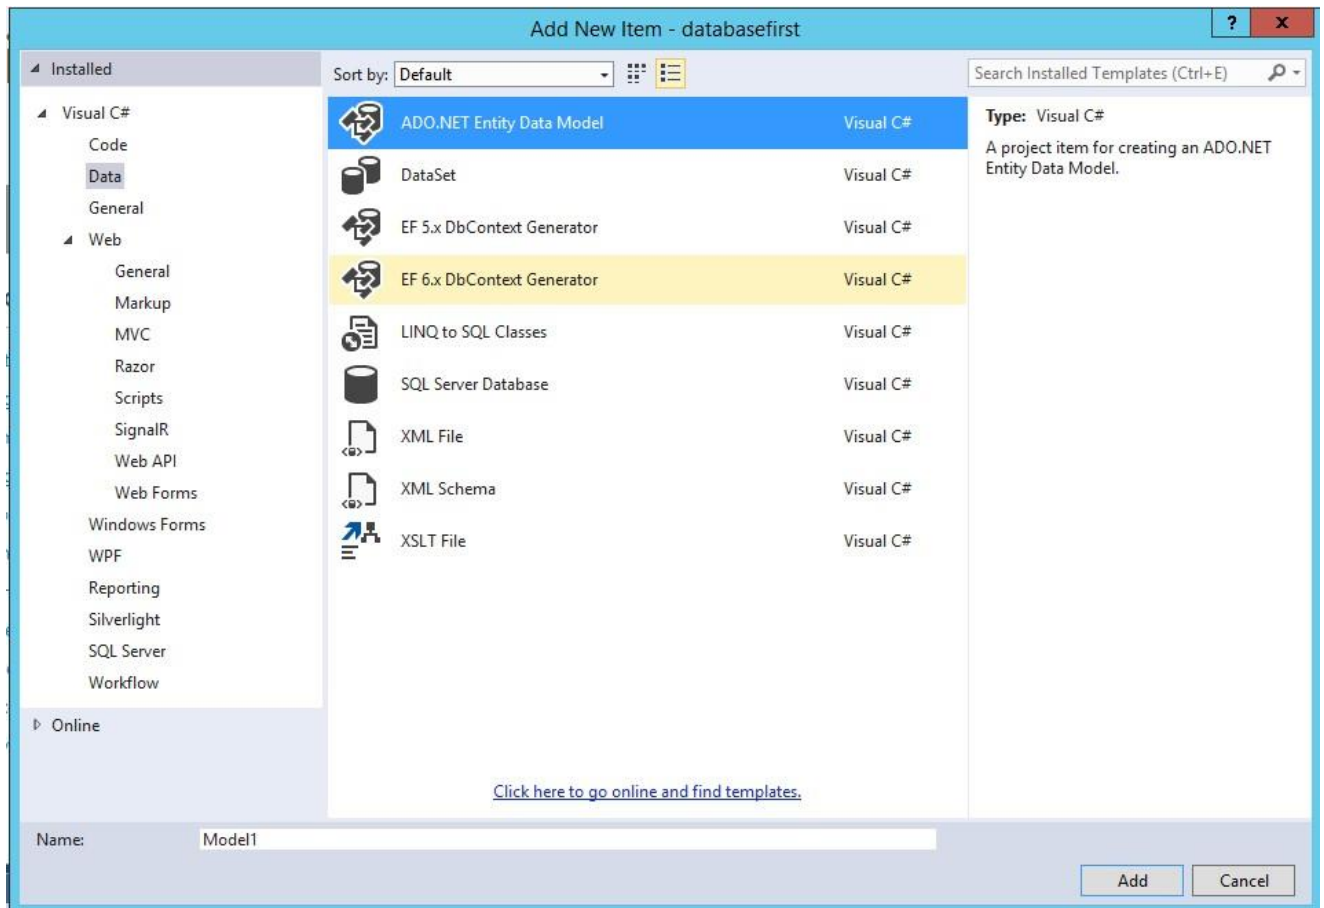 Add New Item - databasefirst
?
x
Installed
Sort by: Default
Search Installed Templates (Ctrl+E)
Visual C#
Code
Data
General
Web
General
Markup
MVC
Razor
Scripts
SignalR
Web API
Web Forms
Windows Forms
WPF
Reporting
Silverlight
SQL Server
Workflow
Online
ADO.NET Entity Data Model Visual C#
DataSet Visual C#
EF 5.x DbContext Generator Visual C#
EF 6.x DbContext Generator Visual C#
LINQ to SQL Classes Visual C#
SQL Server Database Visual C#
XML File Visual C#
XML Schema Visual C#
XSLT File Visual C#
Click here to go online and find templates.
Type: Visual C#
A project item for creating an ADO.NET
Entity Data Model.
Name: Model1
Add Cancel